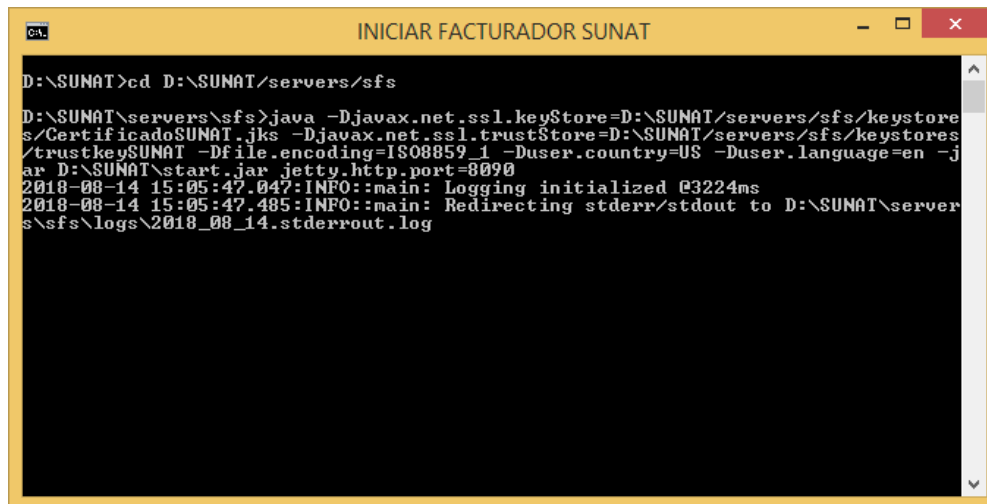 C:\.
INICIAR FACTURADOR SUNAT
D:\SUNAT>cd D:\SUNAT/servers/sfs
D:\SUNAT\servers\sfs>java -Djavax.net.ssl.keyStore=D:\SUNAT/servers/sfs/keystore
s/CertificadoSUNAT.jks -Djavax.net.ssl.trustStore=D:\SUNAT/servers/sfs/keystores
/trustkeySUNAT -Dfile.encoding=ISO8859_1 -Duser.country=US -Duser.language=en -j
ar D:\SUNAT\start.jar jetty.http.port=8090
2018-08-14 15:05:47.047:INFO::main: Logging initialized @3224ms
2018-08-14 15:05:47.485:INFO::main: Redirecting stderr/stdout to D:\SUNAT\server
s\sfs\logs\2018_08_14.stderrout.log